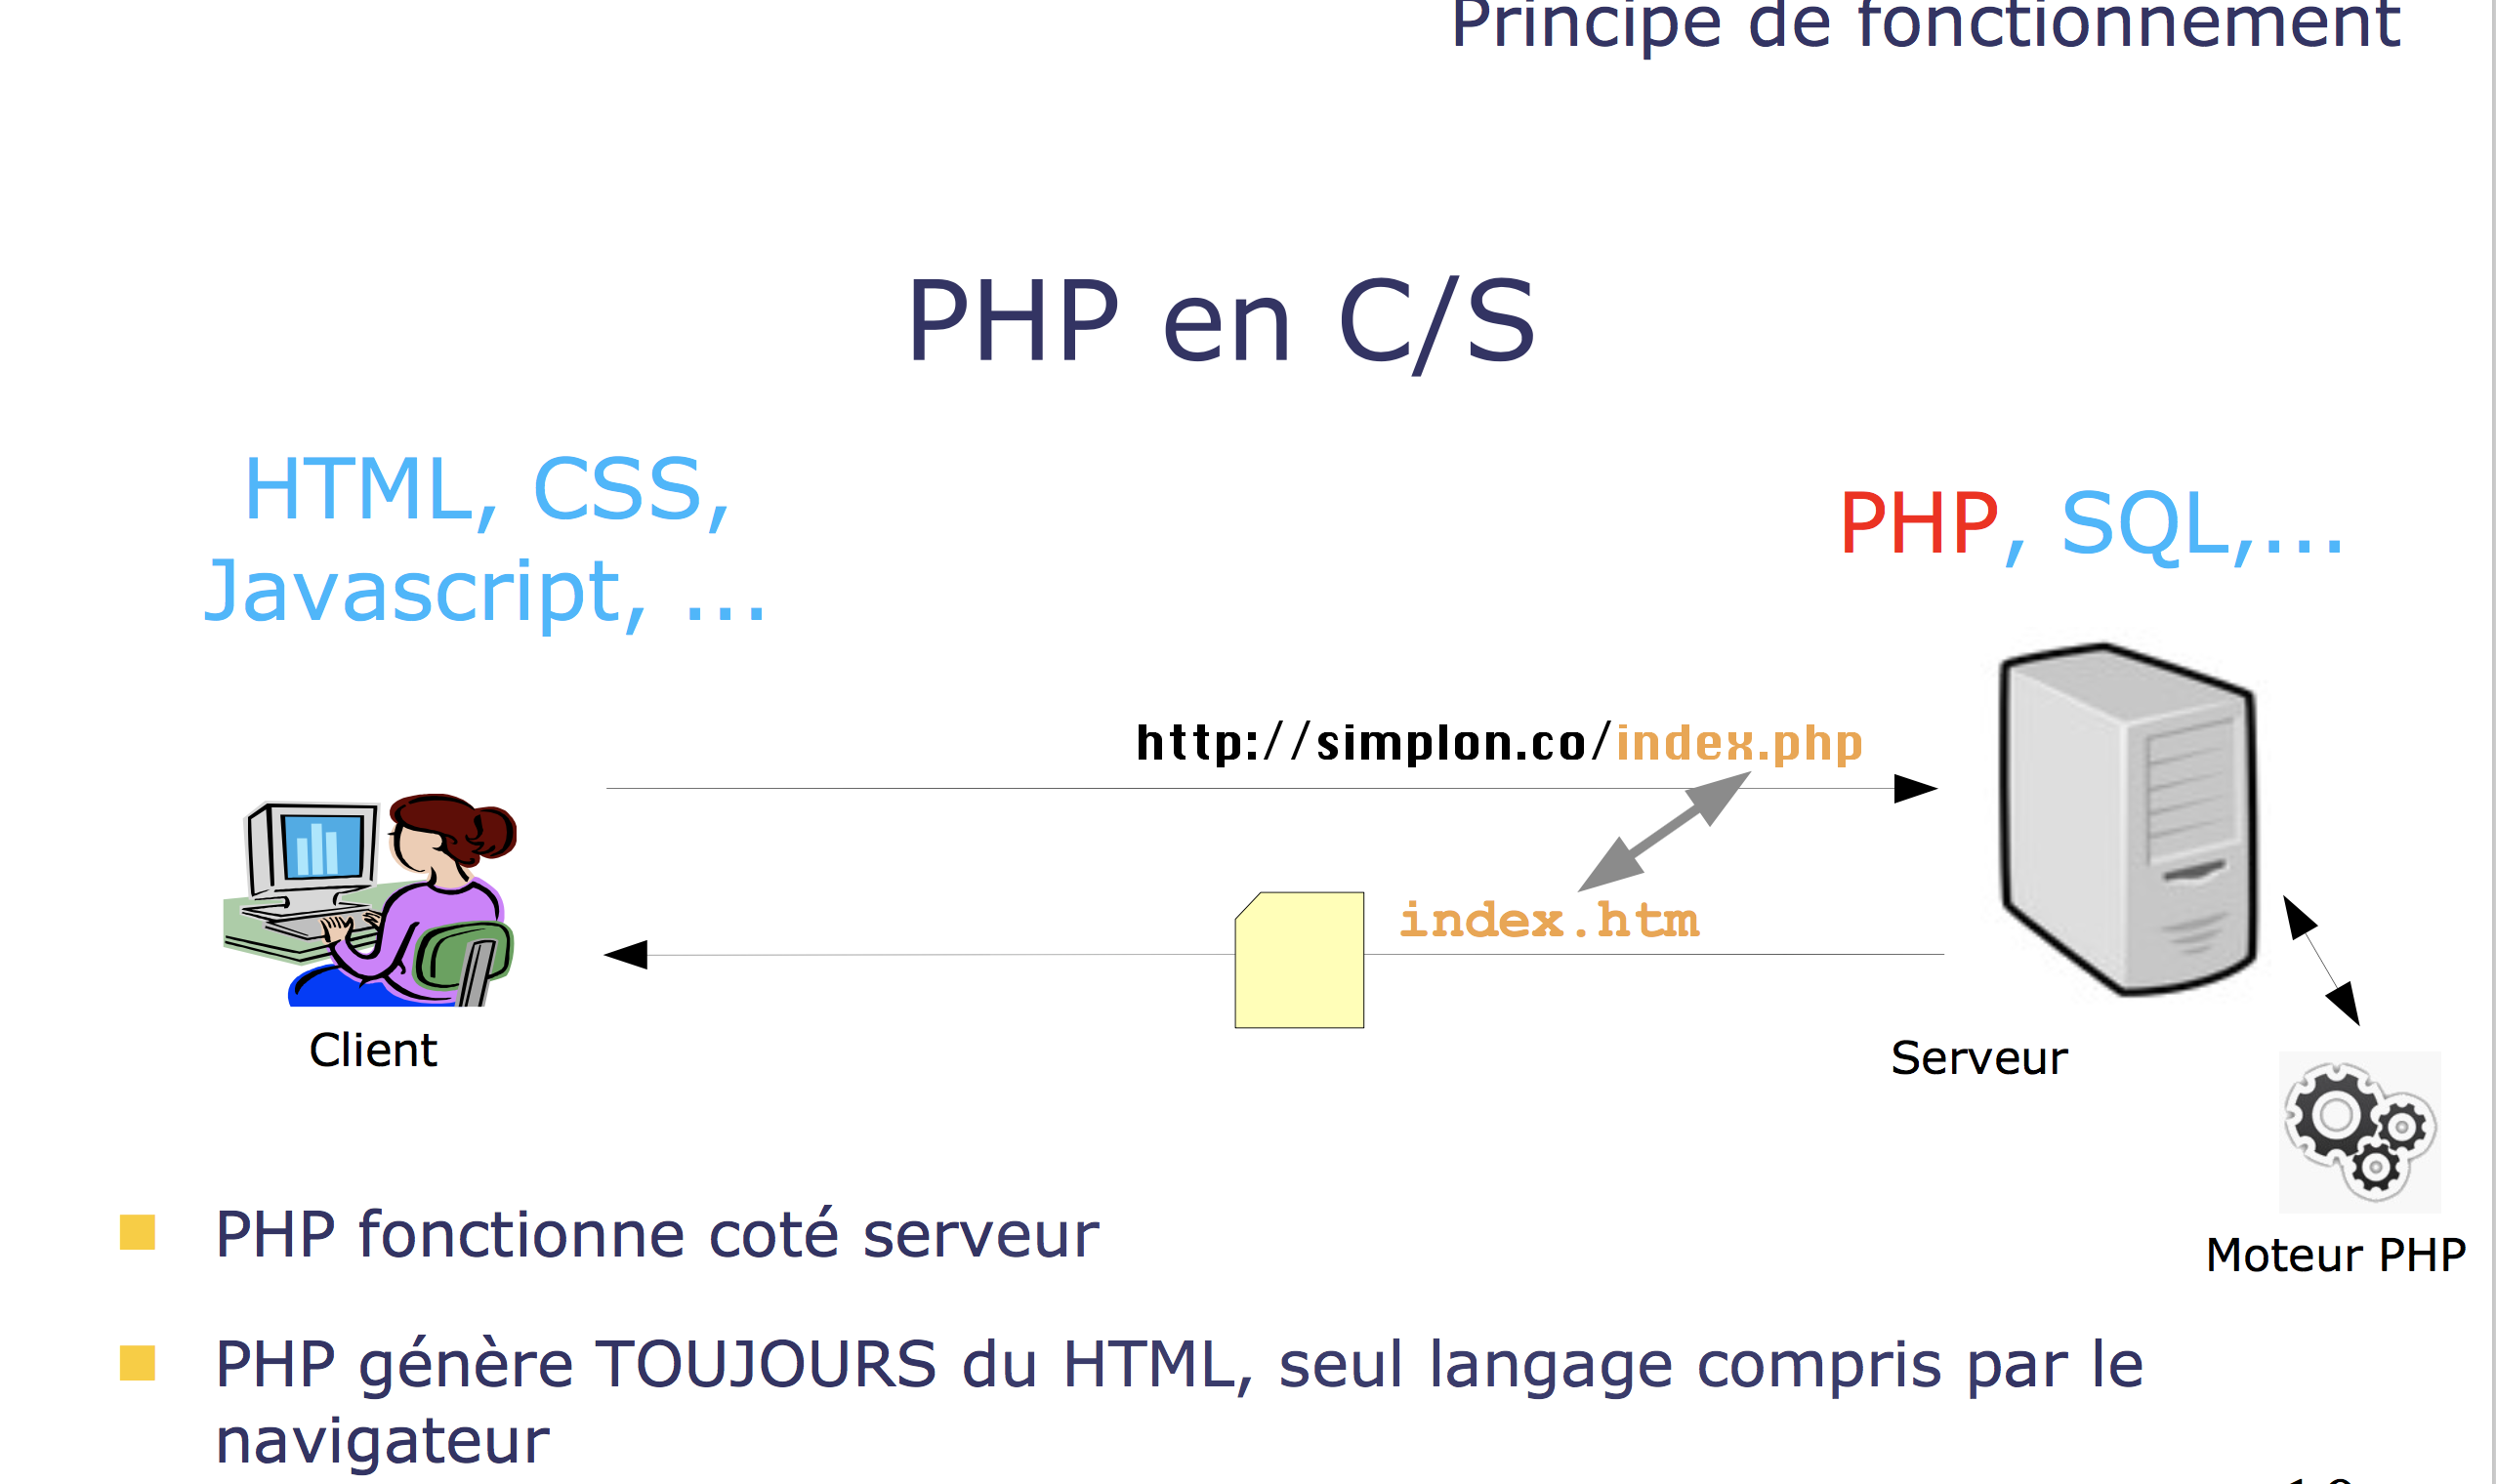 Principe de fonctionnement
PHP en C/S
HTML, CSS,
Javascript, ...
PHP, SQL,...
http://simplon.co/index.php
index.htm
Client
Serveur
Moteur PHP
PHP fonctionne coté serveur
PHP génère TOUJOURS du HTML, seul langage compris par le
navigateur